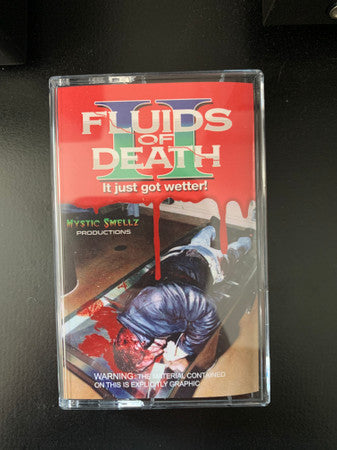 II
FLUIDS
OF
DEATH
It just got wetter!
MYSTIC SMELLZ
PRODUCTIONS
WARNING: THE MATERIAL CONTAINED
ON THIS IS EXPLICITLY GRAPHIC